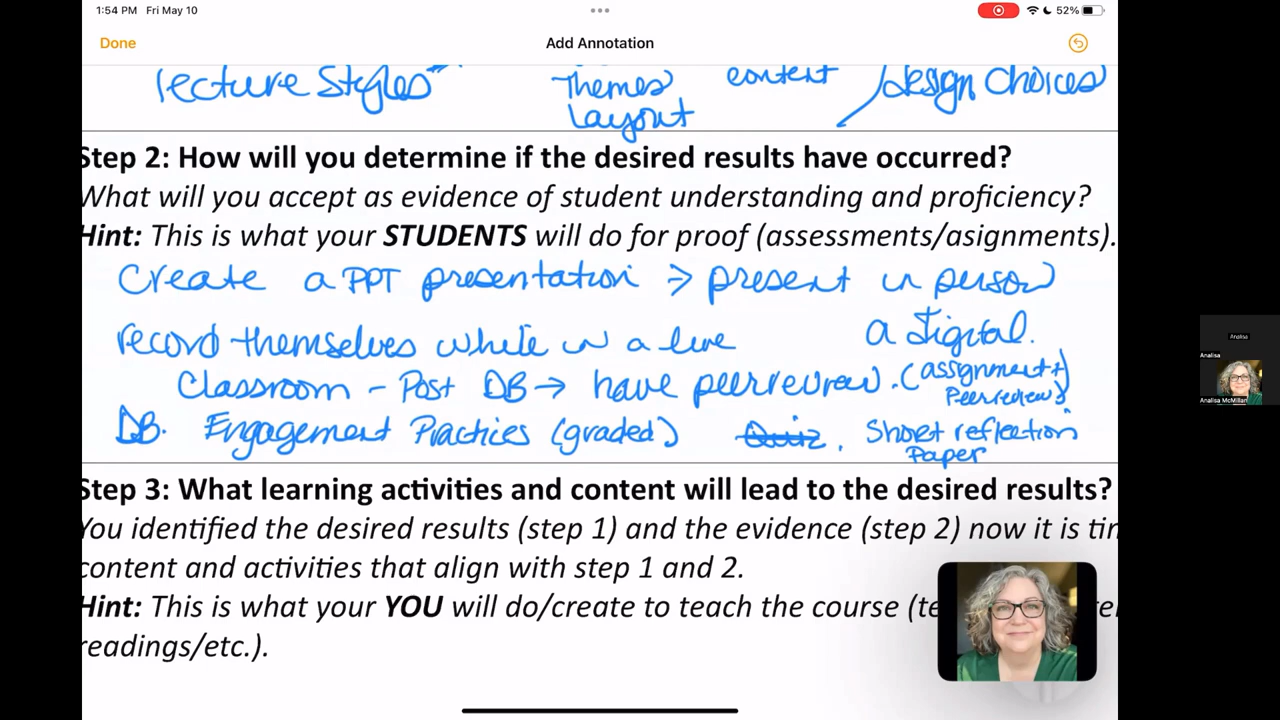 1:54 PM Fri May 10
52%
Done
Add Annotation
lecture styles
Themes
Layout
content
design choices
Step 2: How will you determine if the desired results have occurred?
What will you accept as evidence of student understanding and proficiency?
Hint: This is what your STUDENTS will do for proof (assessments/asignments).
Create a PPT presentation → present in person
record themselves while in a live
a digital.
Classroom - Post DB → have peer review. (assignment +
Peer review)
DB. Engagement Practices (graded)
Quiz. Short reflection
Paper
Step 3: What learning activities and content will lead to the desired results?
You identified the desired results (step 1) and the evidence (step 2) now it is tim
content and activities that align with step 1 and 2.
Hint: This is what your YOU will do/create to teach the course (te
readings/etc.).
Analisa
Analisa
Analisa McMillan